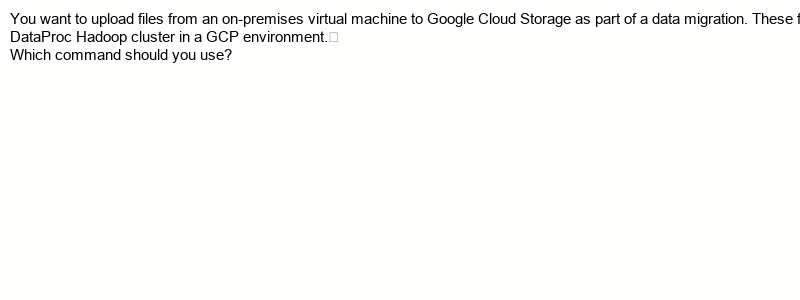 You want to upload files from an on-premises virtual machine to Google Cloud Storage as part of a data migration. These
DataProc Hadoop cluster in a GCP environment.
Which command should you use?